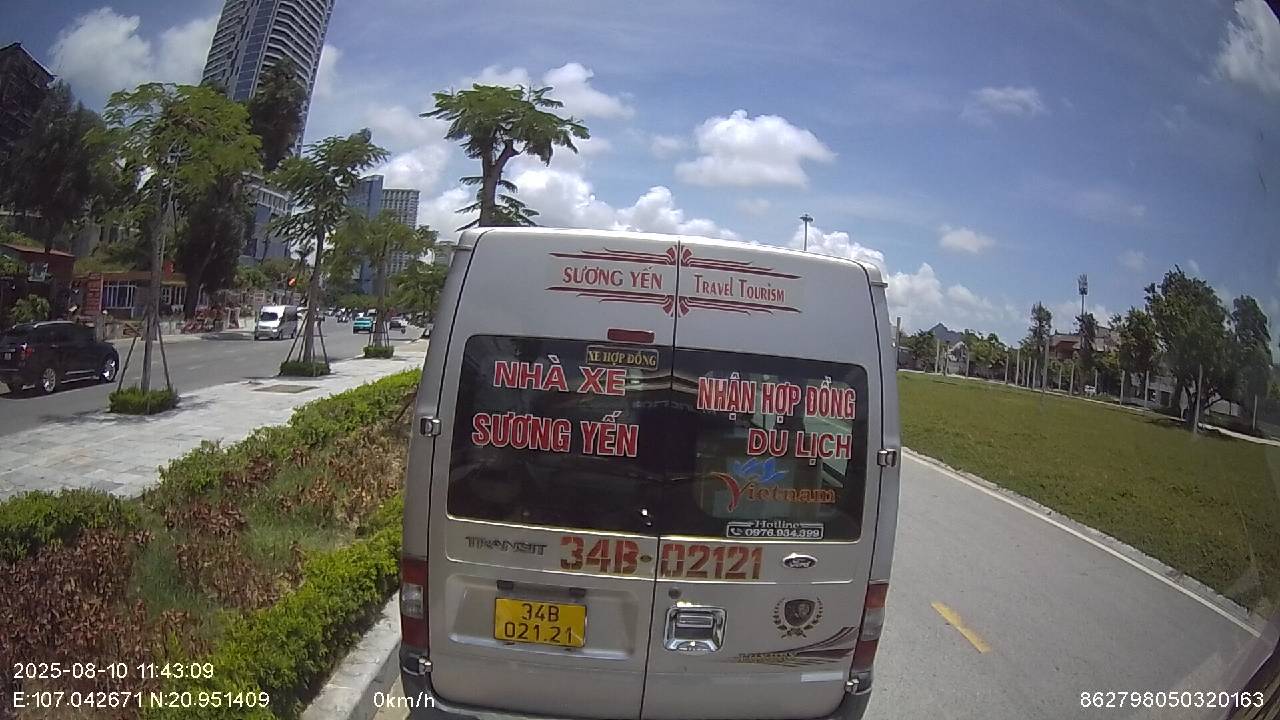 SƯƠNG YẾN TRAVEL TOURISM
XE HỢP ĐỒNG
NHÀ XE
SƯƠNG YẾN
NHẬN HỢP ĐỒNG
DU LỊCH
Vietnam
Hotline
0976.934.399
TRANSIT
34B-02121
Ford
34B
021.21
2025-08-10 11:43:09
E:107.042671 N:20.951409
0km/h
862798050320163